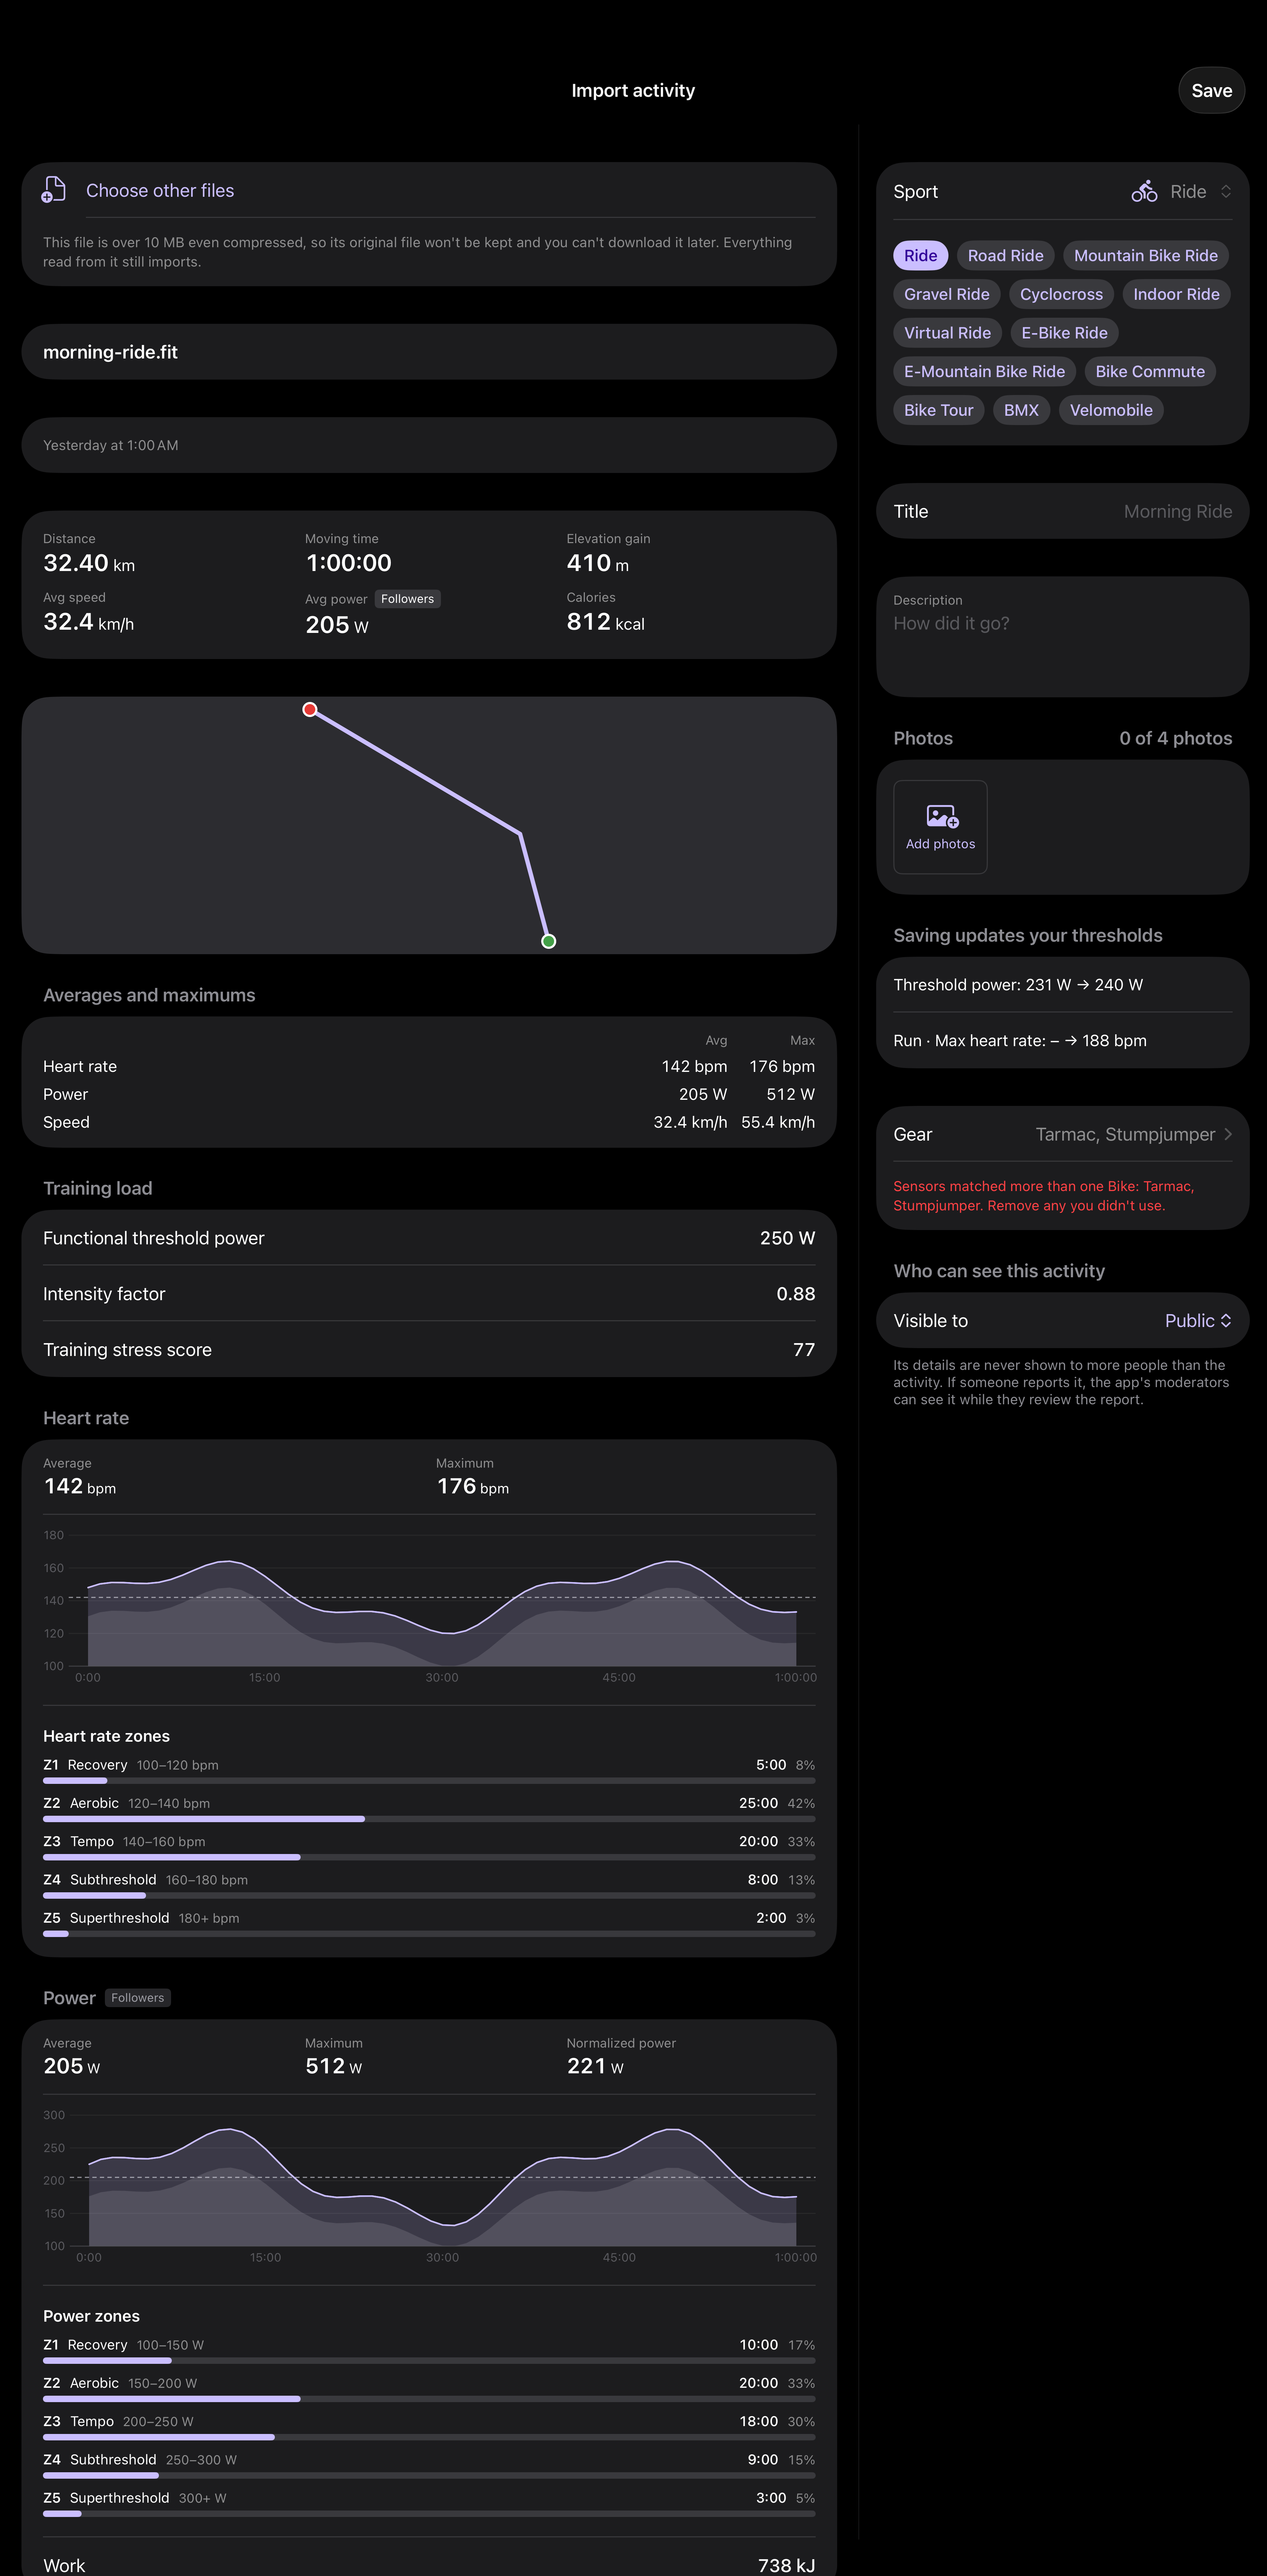 Import activity
Save
Choose other files
This file is over 10 MB even compressed, so its original file won't be kept and you can't download it later. Everything
read from it still imports.
morning-ride.fit
Yesterday at 1:00 AM
Distance
32.40 km
Moving time
1:00:00
Elevation gain
410 m
Avg speed
32.4 km/h
Avg power Followers
205 W
Calories
812 kcal
Averages and maximums
Avg Max
Heart rate 142 bpm 176 bpm
Power 205 W 512 W
Speed 32.4 km/h 55.4 km/h
Training load
Functional threshold power 250 W
Intensity factor 0.88
Training stress score 77
Heart rate
Average
142 bpm
Maximum
176 bpm
180
160
140
120
100
0:00 15:00 30:00 45:00 1:00:00
Heart rate zones
Z1 Recovery 100–120 bpm 5:00 8%
Z2 Aerobic 120–140 bpm 25:00 42%
Z3 Tempo 140–160 bpm 20:00 33%
Z4 Subthreshold 160–180 bpm 8:00 13%
Z5 Superthreshold 180+ bpm 2:00 3%
Power Followers
Average
205 W
Maximum
512 W
Normalized power
221 W
300
250
200
150
100
0:00 15:00 30:00 45:00 1:00:00
Power zones
Z1 Recovery 100–150 W 10:00 17%
Z2 Aerobic 150–200 W 20:00 33%
Z3 Tempo 200–250 W 18:00 30%
Z4 Subthreshold 250–300 W 9:00 15%
Z5 Superthreshold 300+ W 3:00 5%
Work 738 kJ
Sport Ride
Ride Road Ride Mountain Bike Ride
Gravel Ride Cyclocross Indoor Ride
Virtual Ride E-Bike Ride
E-Mountain Bike Ride Bike Commute
Bike Tour BMX Velomobile
Title Morning Ride
Description
How did it go?
Photos 0 of 4 photos
Add photos
Saving updates your thresholds
Threshold power: 231 W → 240 W
Run · Max heart rate: – → 188 bpm
Gear Tarmac, Stumpjumper
Sensors matched more than one Bike: Tarmac,
Stumpjumper. Remove any you didn't use.
Who can see this activity
Visible to Public
Its details are never shown to more people than the
activity. If someone reports it, the app's moderators
can see it while they review the report.